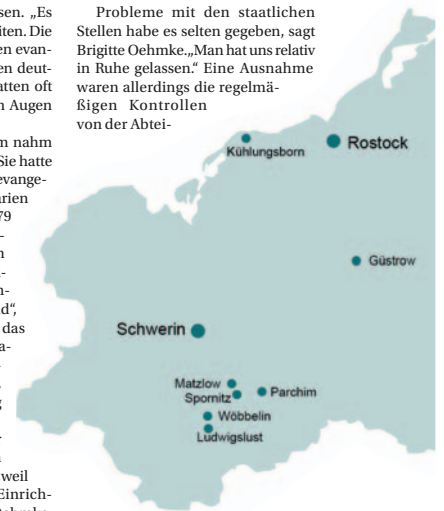 sen. „Es
iten. Die
en evan-
en deut-
atten oft
n Augen
m nahm
Sie hatte
evange-
arien
79
-
n
-
n-
d“,
das
a-
-
g
-
n
weil
Einrich-
Probleme mit den staatlichen
Stellen habe es selten gegeben, sagt
Brigitte Oehmke.„Man hat uns relativ
in Ruhe gelassen.“ Eine Ausnahme
waren allerdings die regelmä-
ßigen Kontrollen
von der Abtei-
Kühlungsborn
Rostock
Güstrow
Schwerin
Matzlow
Spornitz
Parchim
Wöbbelin
Ludwigslust